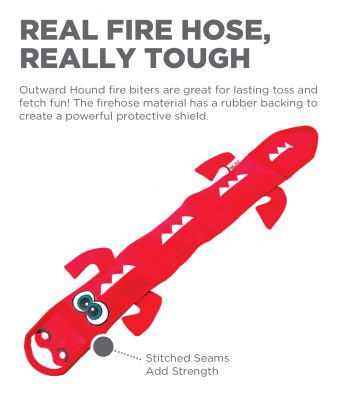 REAL FIRE HOSE,
REALLY TOUGH
Outward Hound fire biters are great for lasting toss and
fetch fun! The firehose material has a rubber backing to
create a powerful protective shield.
Stitched Seams
Add Strength